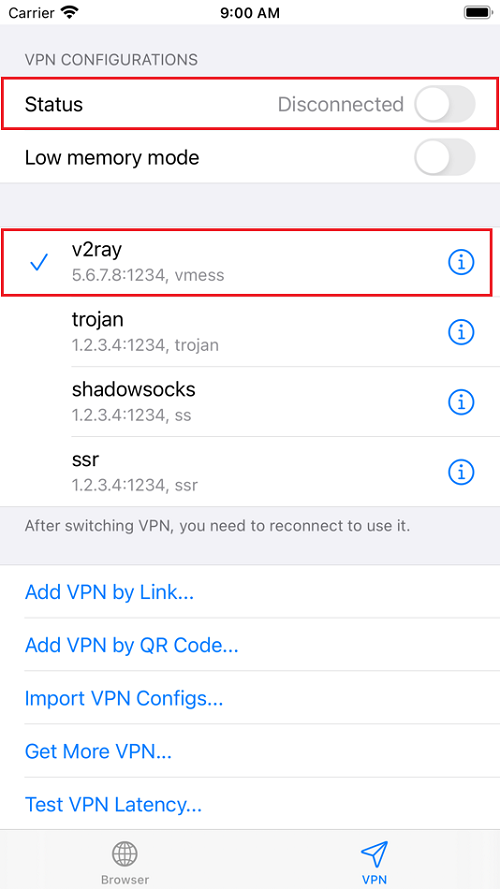 Carrier 9:00 AM
VPN CONFIGURATIONS
Status Disconnected
Low memory mode
v2ray
5.6.7.8:1234, vmess
trojan
1.2.3.4:1234, trojan
shadowsocks
1.2.3.4:1234, ss
ssr
1.2.3.4:1234, ssr
After switching VPN, you need to reconnect to use it.
Add VPN by Link...
Add VPN by QR Code...
Import VPN Configs...
Get More VPN...
Test VPN Latency...
Browser VPN